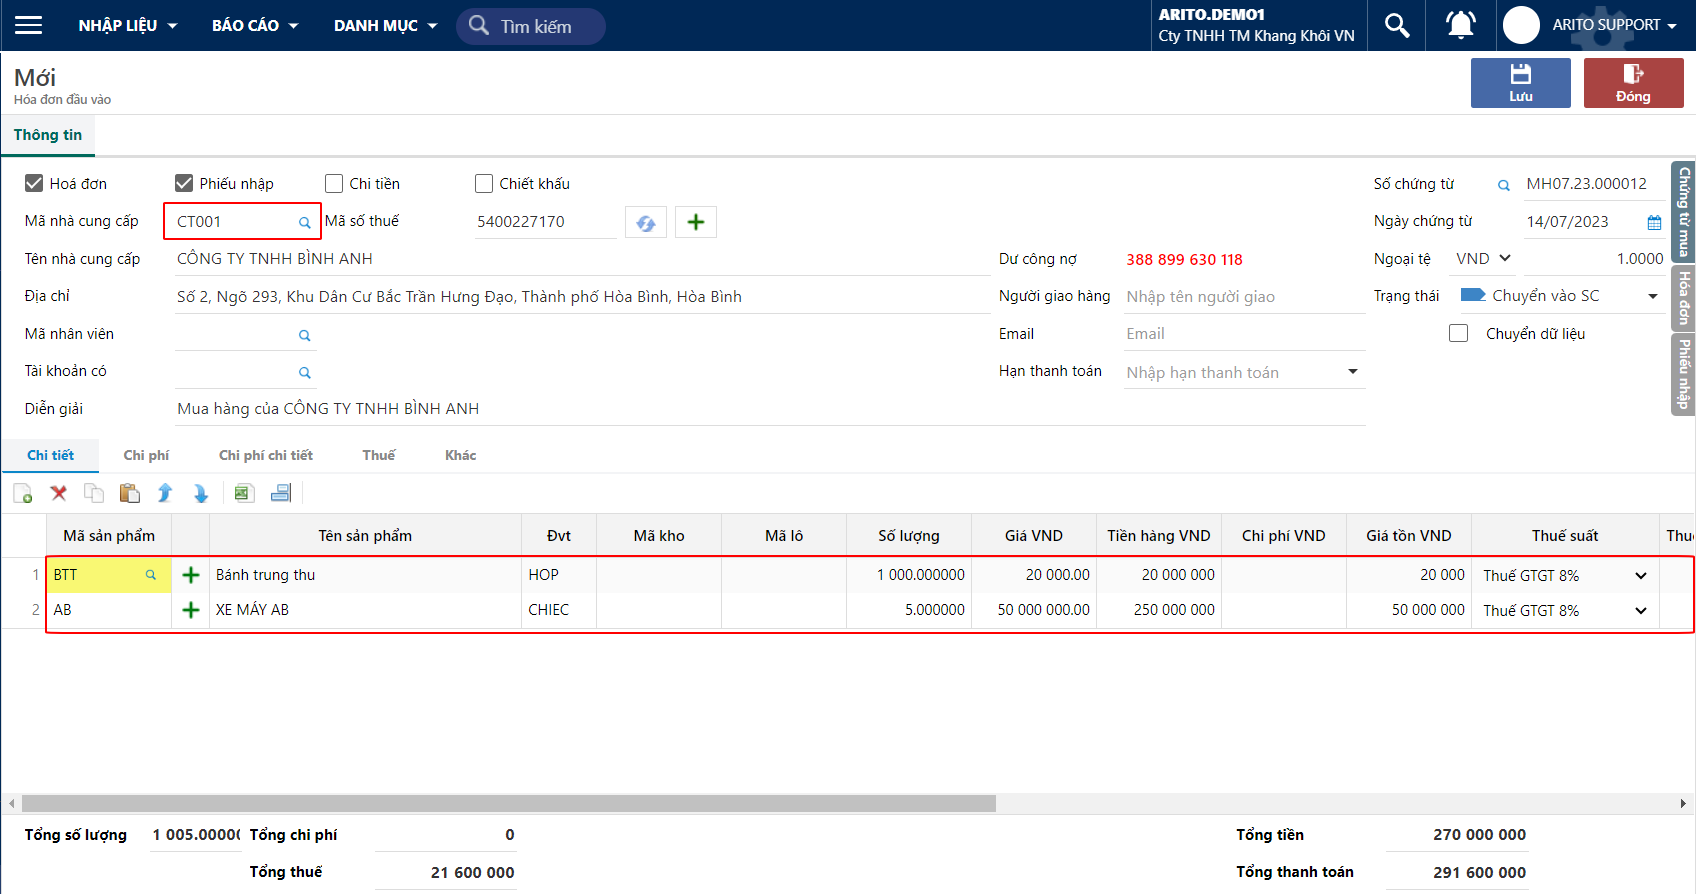 NHẬP LIỆU BÁO CÁO DANH MỤC Tìm kiếm ARITO.DEMO1 ARITO SUPPORT
Cty TNHH TM Khang Khôi VN
Mới
Hóa đơn đầu vào
Lưu Đóng
Thông tin
Hoá đơn Phiếu nhập Chi tiền Chiết khấu Số chứng từ MH07.23.000012
Mã nhà cung cấp CT001 Mã số thuế 5400227170 Ngày chứng từ 14/07/2023
Tên nhà cung cấp CÔNG TY TNHH BÌNH ANH Dư công nợ 388 899 630 118 Ngoại tệ VND 1.0000
Địa chỉ Số 2, Ngõ 293, Khu Dân Cư Bắc Trần Hưng Đạo, Thành phố Hòa Bình, Hòa Bình Người giao hàng Nhập tên người giao Trạng thái Chuyển vào SC
Mã nhân viên Email Email Chuyển dữ liệu
Tài khoản có Hạn thanh toán Nhập hạn thanh toán
Diễn giải Mua hàng của CÔNG TY TNHH BÌNH ANH
Chứng từ mua
Hóa đơn
Phiếu nhập
Chi tiết Chi phí Chi phí chi tiết Thuế Khác
Mã sản phẩm Tên sản phẩm Đvt Mã kho Mã lô Số lượng Giá VND Tiền hàng VND Chi phí VND Giá tồn VND Thuế suất Thu
1 BTT Bánh trung thu HOP 1 000.000000 20 000.00 20 000 000 20 000 Thuế GTGT 8%
2 AB XE MÁY AB CHIEC 5.000000 50 000 000.00 250 000 000 50 000 000 Thuế GTGT 8%
Tổng số lượng 1 005.0000 Tổng chi phí 0 Tổng tiền 270 000 000
Tổng thuế 21 600 000 Tổng thanh toán 291 600 000